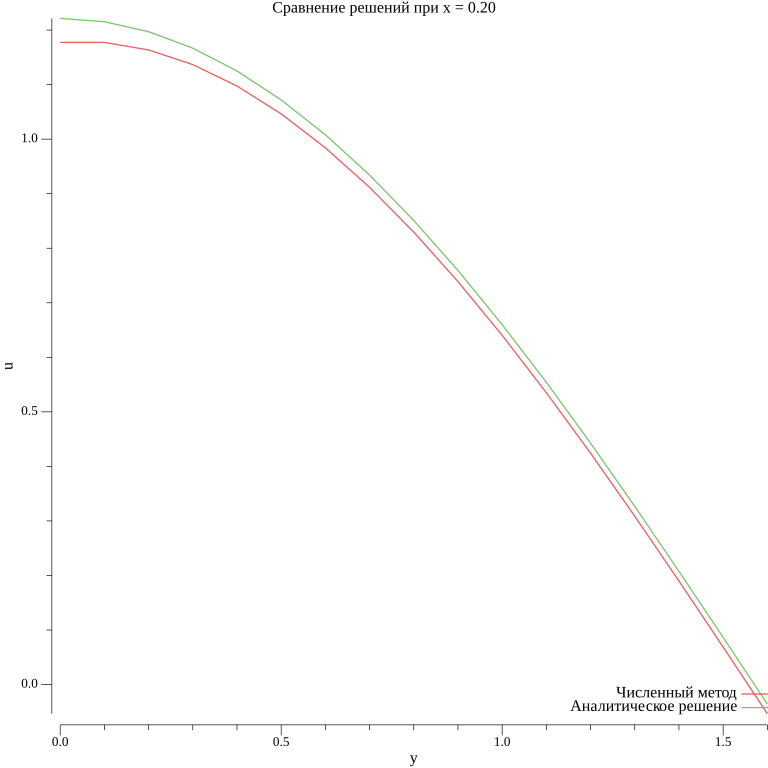 Сравнение решений при x = 0.20
1.0
u
0.5
0.0
Численный метод
Аналитическое решение
0.0 0.5 1.0 1.5
y